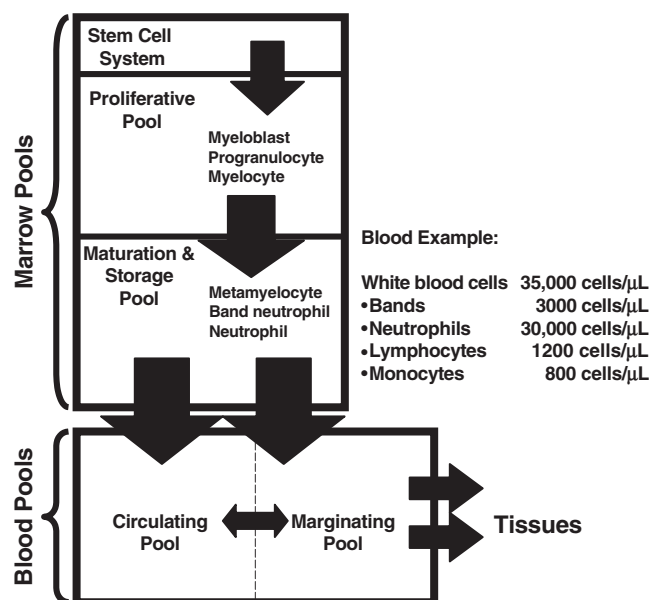 Marrow Pools
Stem Cell
System
Proliferative
Pool
Myeloblast
Progranulocyte
Myelocyte
Maturation &
Storage
Pool
Metamyelocyte
Band neutrophil
Neutrophil
Blood Example:
White blood cells 35,000 cells/μL
•Bands 3000 cells/μL
•Neutrophils 30,000 cells/μL
•Lymphocytes 1200 cells/μL
•Monocytes 800 cells/μL
Blood Pools
Circulating
Pool
Marginating
Pool
Tissues